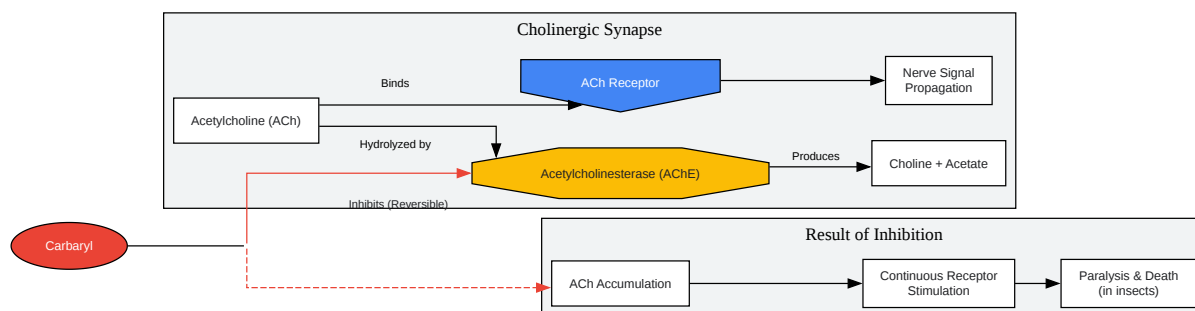 Cholinergic Synapse
Binds
ACh Receptor
Nerve Signal
Propagation
Acetylcholine (ACh)
Hydrolyzed by
Acetylcholinesterase (AChE)
Produces
Choline + Acetate
Inhibits (Reversible)
Carbaryl
Result of Inhibition
ACh Accumulation
Continuous Receptor
Stimulation
Paralysis & Death
(in insects)